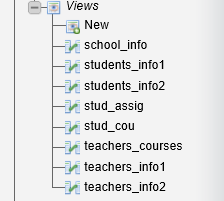 Views
New
school_info
students_info1
students_info2
stud_assig
stud_cou
teachers_courses
teachers_info1
teachers_info2